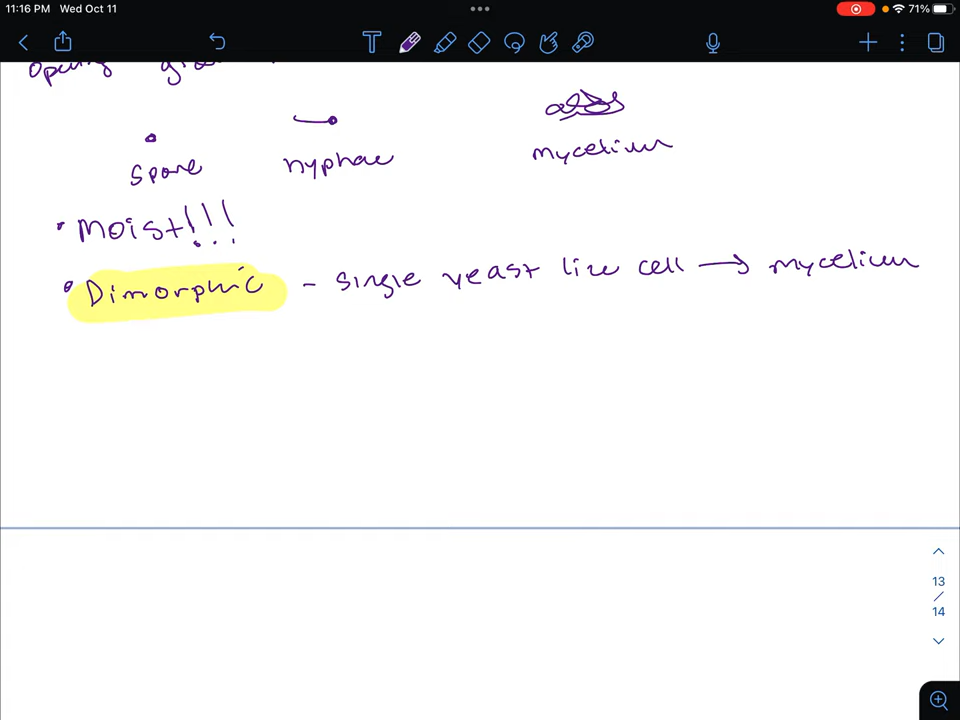 11:16 PM Wed Oct 11
71%
opening
spore hyphae mycelium
• Moist!!!
• Dimorphic - single yeast like cell → mycelium
13
/
14